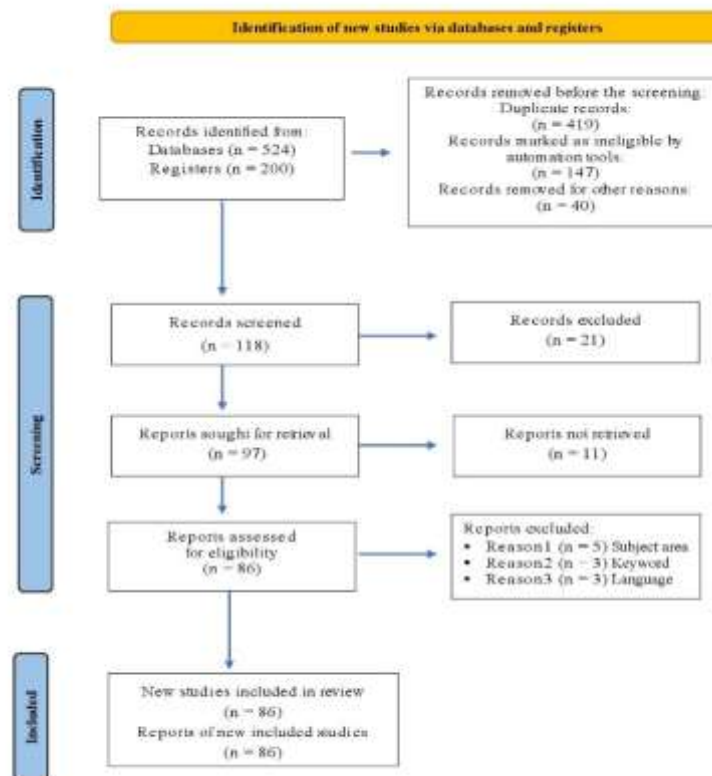 Identification of new studies via databases and registers
Identification
Records identified from:
Databases (n = 524)
Registers (n = 200)
Records removed before the screening:
Duplicate records:
(n = 419)
Records marked as ineligible by
automation tools:
(n = 147)
Records removed for other reasons:
(n = 40)
Screening
Records screened
(n = 118)
Records excluded
(n = 21)
Reports sought for retrieval
(n = 97)
Reports not retrieved
(n = 11)
Reports assessed
for eligibility
(n = 86)
Reports excluded:
• Reason1 (n = 5) Subject area
• Reason2 (n = 3) Keyword
• Reason3 (n = 3) Language
Included
New studies included in review
(n = 86)
Reports of new included studies
(n = 86)